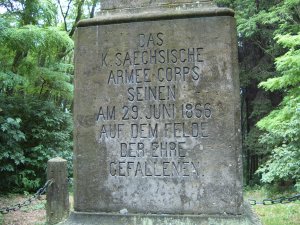 DAS
K. SAECHSISCHE
ARMEE-CORPS
SEINEN
AM 29. JUNI 1866
AUF DEM FELDE
DER EHRE
GEFALLENEN.